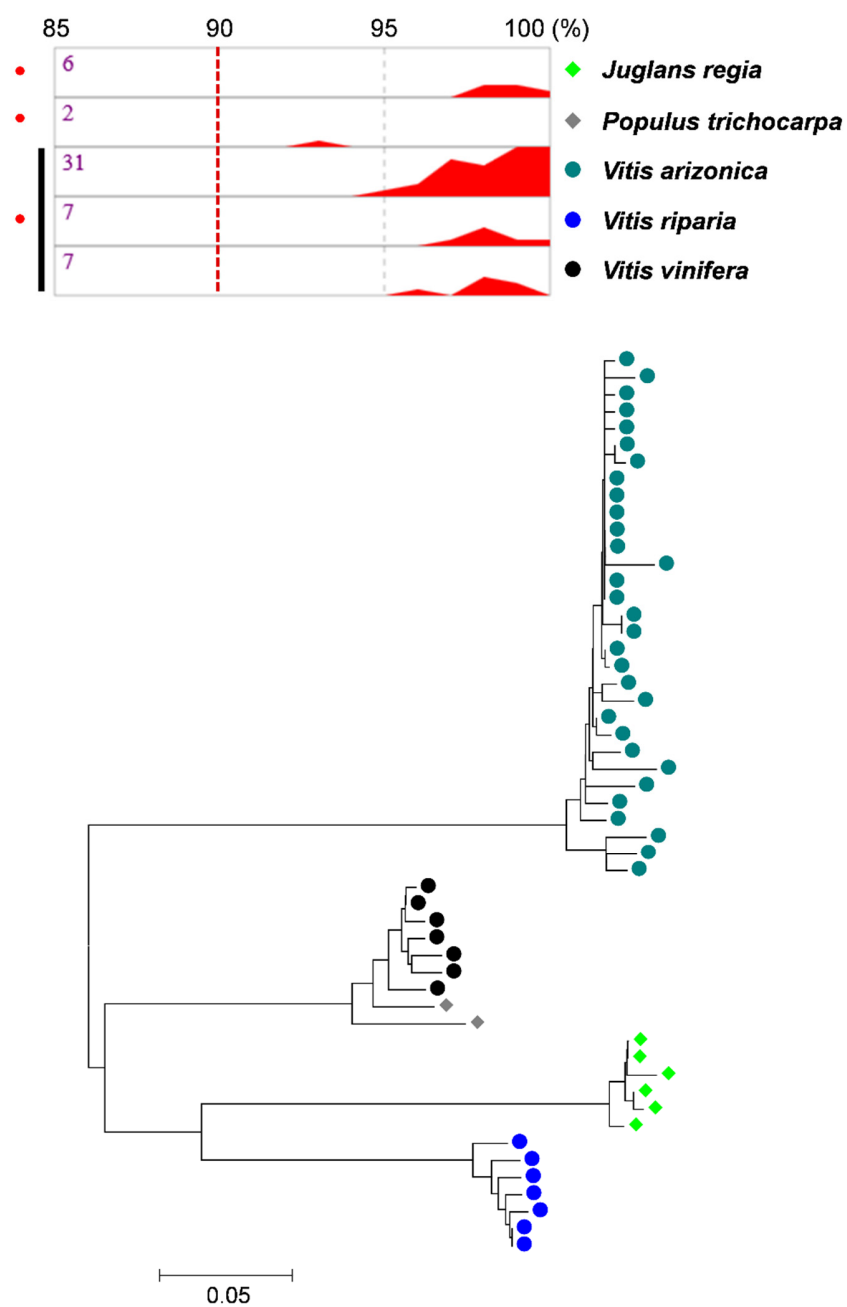 85 90 95 100 (%)
6 Juglans regia
2 Populus trichocarpa
31 Vitis arizonica
7 Vitis riparia
7 Vitis vinifera
0.05